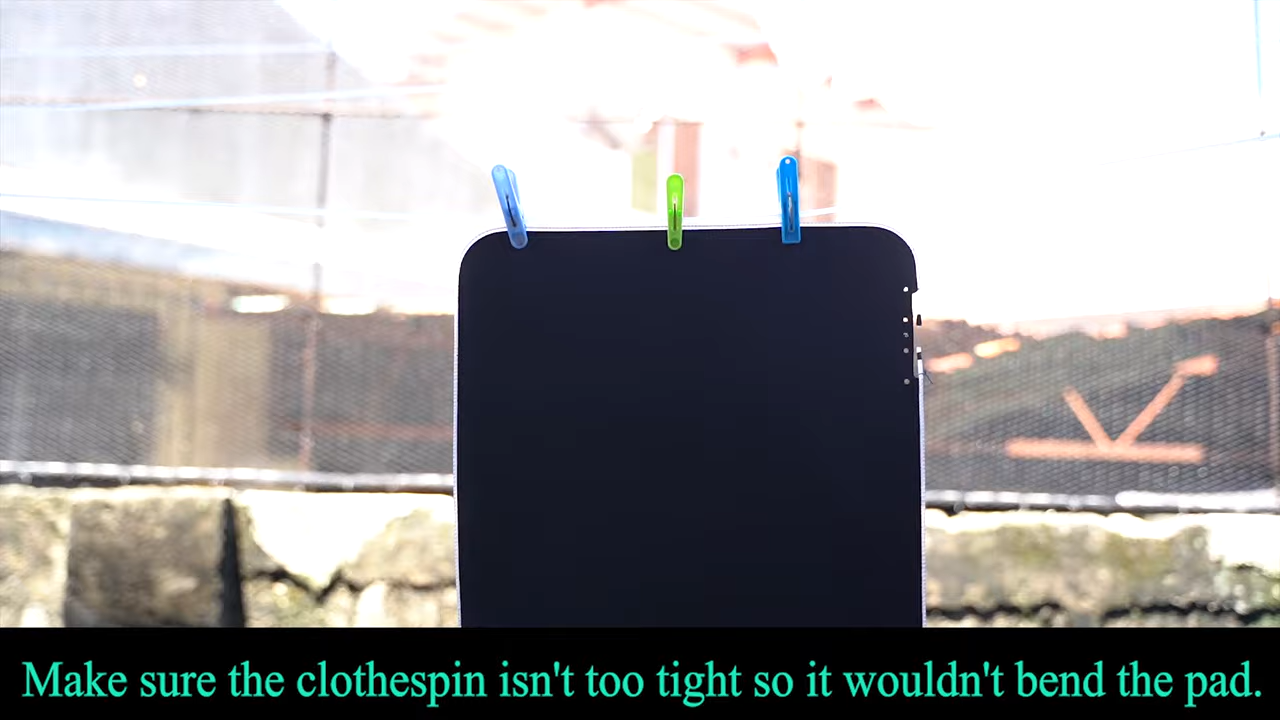 Make sure the clothespin isn't too tight so it wouldn't bend the pad.